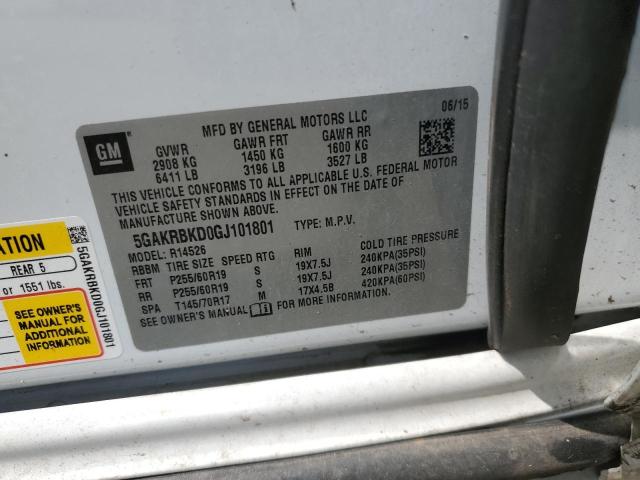 06/15
MFD BY GENERAL MOTORS LLC
GM
GVWR GAWR FRT GAWR RR
2908 KG 1450 KG 1600 KG
6411 LB 3196 LB 3527 LB
THIS VEHICLE CONFORMS TO ALL APPLICABLE U.S. FEDERAL MOTOR
VEHICLE SAFETY STANDARDS IN EFFECT ON THE DATE OF
MANUFACTURE SHOWN ABOVE.
5GAKRBKD0GJ101801 TYPE: M.P.V.
MODEL: R14526
RBBM TIRE SIZE SPEED RTG RIM COLD TIRE PRESSURE
FRT P255/60R19 S 19X7.5J 240KPA(35PSI)
RR P255/60R19 S 19X7.5J 240KPA(35PSI)
SPA T145/70R17 M 17X4.5B 420KPA(60PSI)
SEE OWNER'S MANUAL FOR MORE INFORMATION.
ATION
REAR 5
or 1551 lbs.
SEE OWNER'S
MANUAL FOR
ADDITIONAL
INFORMATION
5GAKRBKD0GJ101801